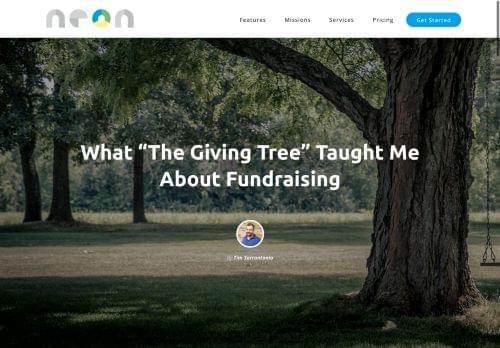 neon
Features Missions Services Pricing Get Started
What “The Giving Tree” Taught Me
About Fundraising
By Tim Sarrantonio